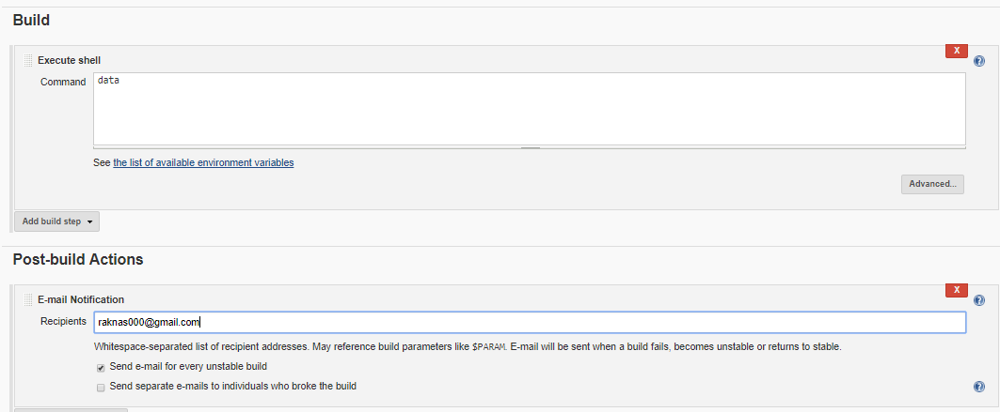 Build
X
Execute shell
Command
data
See the list of available environment variables
Advanced...
Add build step
Post-build Actions
X
E-mail Notification
Recipients
raknas000@gmail.com
Whitespace-separated list of recipient addresses. May reference build parameters like $PARAM. E-mail will be sent when a build fails, becomes unstable or returns to stable.
Send e-mail for every unstable build
Send separate e-mails to individuals who broke the build